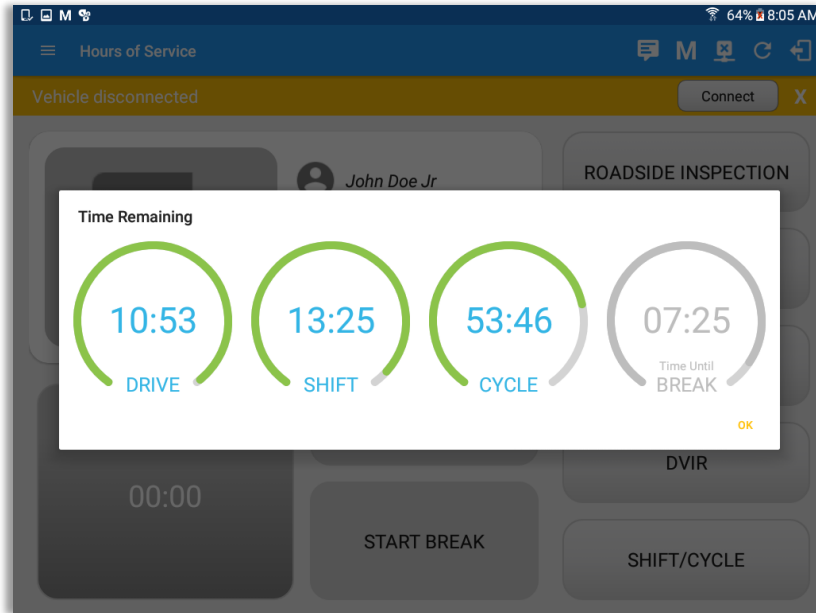 M
64% 8:05 AM
Hours of Service
M
Vehicle disconnected
Connect
X
John Doe Jr
ROADSIDE INSPECTION
Time Remaining
10:53
DRIVE
13:25
SHIFT
53:46
CYCLE
07:25
Time Until
BREAK
OK
DVIR
00:00
START BREAK
SHIFT/CYCLE